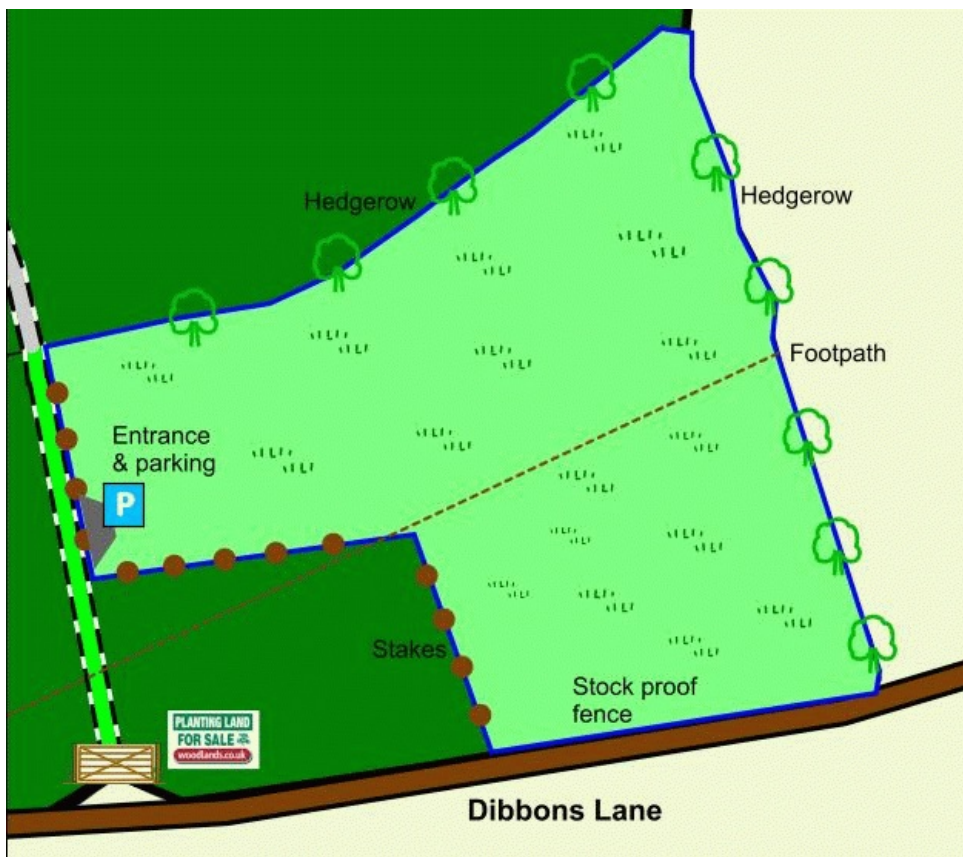 Hedgerow
Hedgerow
Footpath
Entrance
& parking
P
Stakes
Stock proof
fence
PLANTING LAND
FOR SALE
woodlands.co.uk
Dibbons Lane